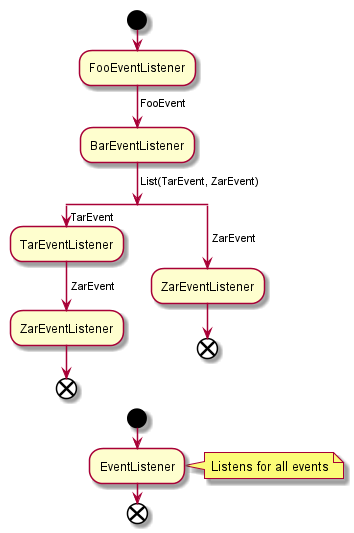 FooEventListener
FooEvent
BarEventListener
List(TarEvent, ZarEvent)
TarEvent
TarEventListener
ZarEvent
ZarEvent
ZarEventListener
ZarEventListener
EventListener
Listens for all events